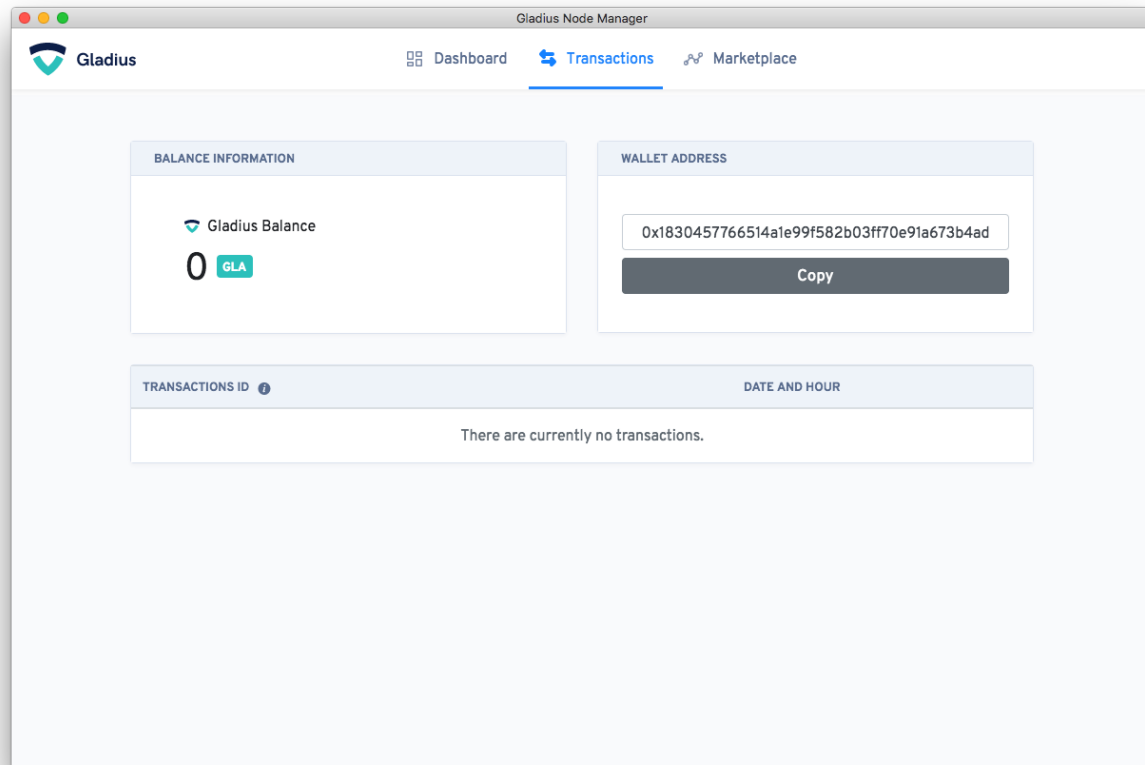 Gladius Node Manager
Gladius
Dashboard
Transactions
Marketplace
BALANCE INFORMATION
Gladius Balance
0 GLA
WALLET ADDRESS
0x1830457766514a1e99f582b03ff70e91a673b4ad
Copy
TRANSACTIONS ID i
DATE AND HOUR
There are currently no transactions.